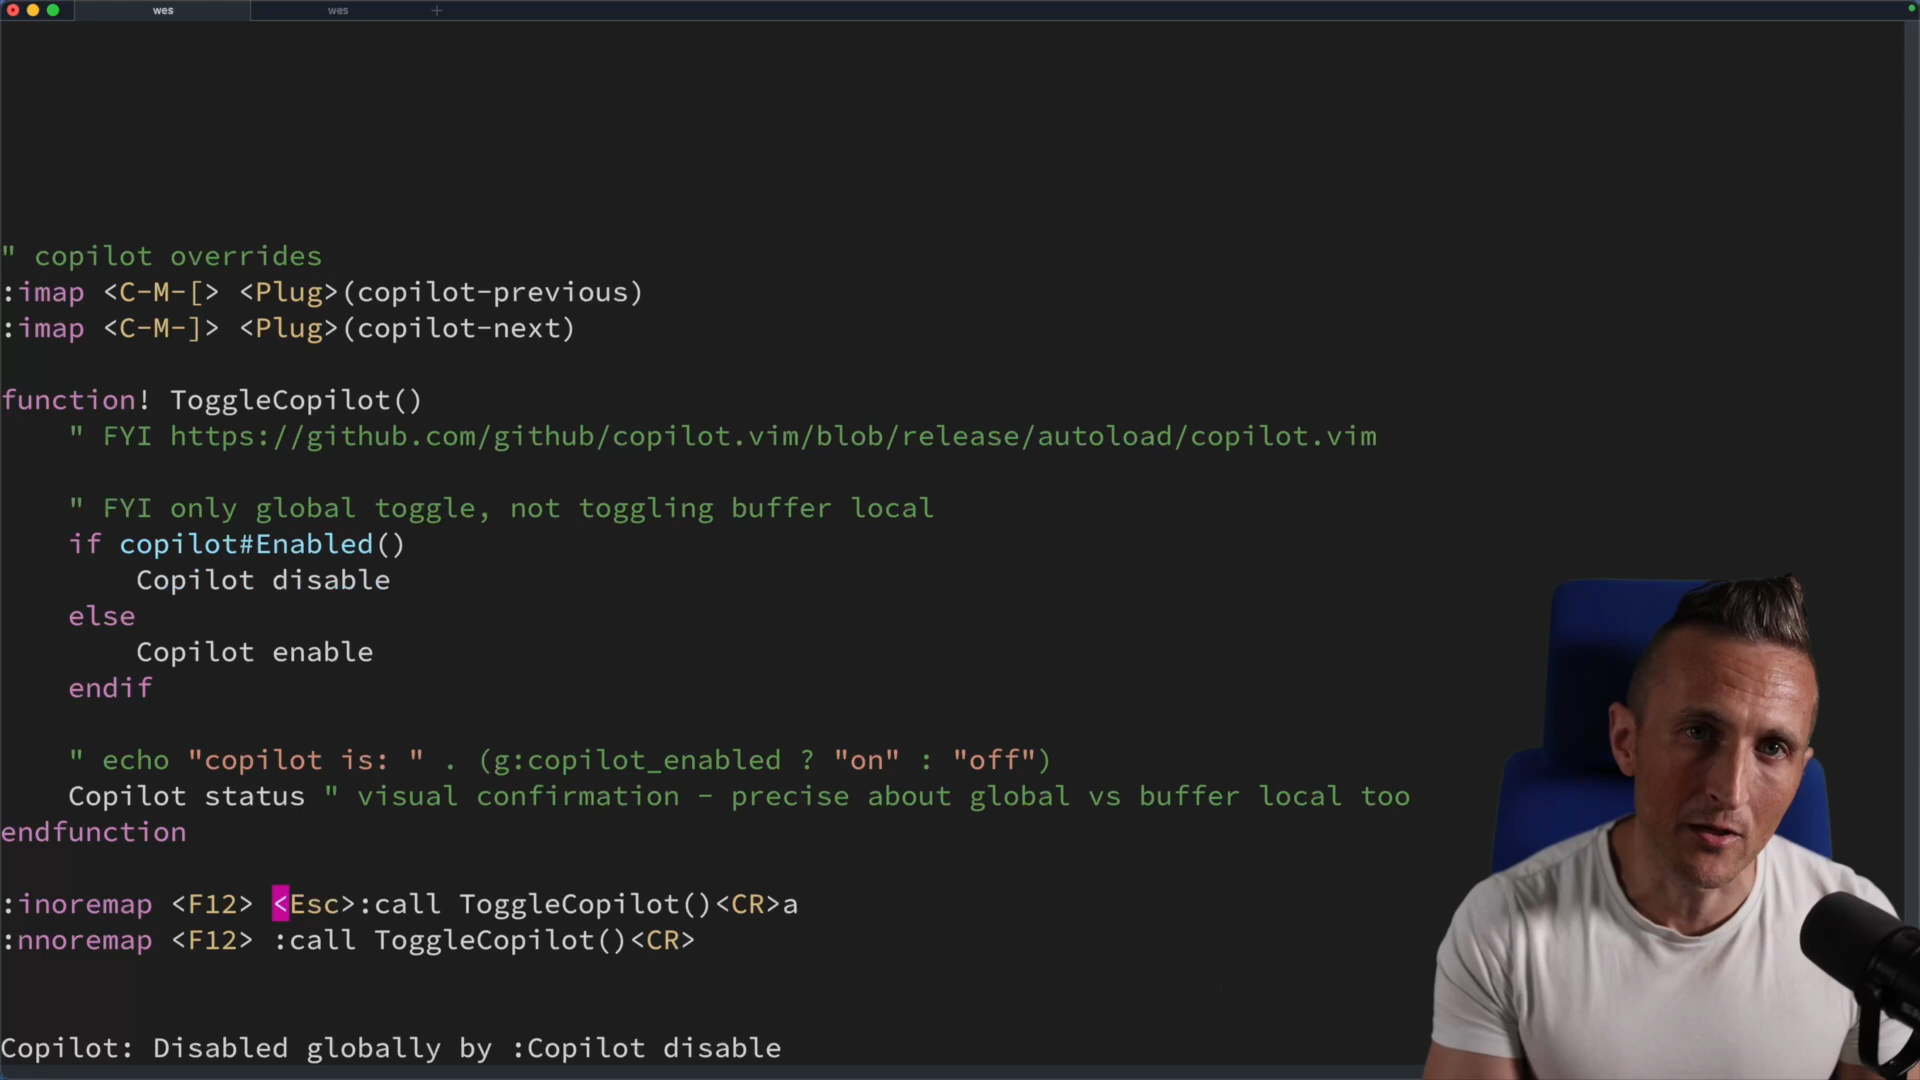 wes
wes
" copilot overrides
:imap <C-M-[> <Plug>(copilot-previous)
:imap <C-M-]> <Plug>(copilot-next)
function! ToggleCopilot()
" FYI https://github.com/github/copilot.vim/blob/release/autoload/copilot.vim
" FYI only global toggle, not toggling buffer local
if copilot#Enabled()
Copilot disable
else
Copilot enable
endif
" echo "copilot is: " . (g:copilot_enabled ? "on" : "off")
Copilot status " visual confirmation - precise about global vs buffer local too
endfunction
:inoremap <F12> <Esc>:call ToggleCopilot()<CR>a
:nnoremap <F12> :call ToggleCopilot()<CR>
Copilot: Disabled globally by :Copilot disable